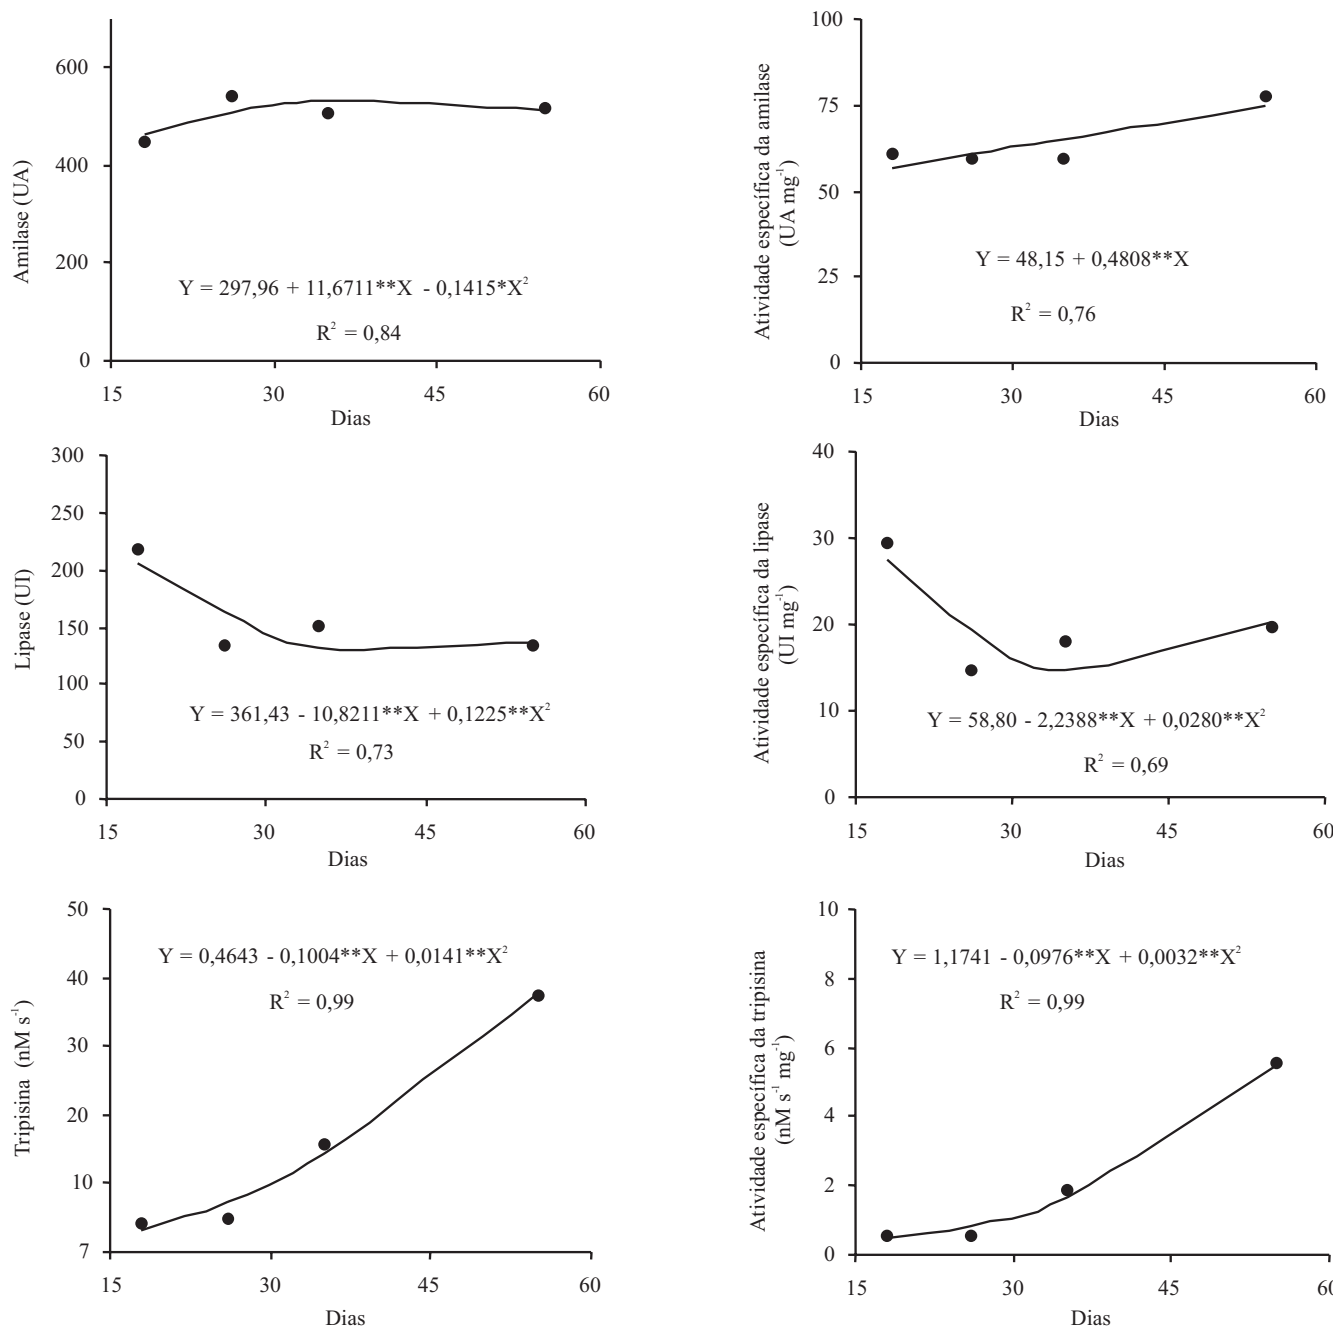 Amilase (UA)
600
400
200
0
Y = 297,96 + 11,6711**X - 0,1415*X²
R² = 0,84
15 30 45 60
Dias
Atividade específica da amilase
(UA mg⁻¹)
100
75
50
25
0
Y = 48,15 + 0,4808**X
R² = 0,76
15 30 45 60
Dias
Lipase (UI)
300
250
200
150
100
50
0
Y = 361,43 - 10,8211**X + 0,1225**X²
R² = 0,73
15 30 45 60
Dias
Atividade específica da lipase
(UI mg⁻¹)
40
30
20
10
0
Y = 58,80 - 2,2388**X + 0,0280**X²
R² = 0,69
15 30 45 60
Dias
Tripisina (nM s⁻¹)
50
40
30
20
10
7
Y = 0,4643 - 0,1004**X + 0,0141**X²
R² = 0,99
15 30 45 60
Dias
Atividade específica da tripisina
(nM s⁻¹ mg⁻¹)
10
8
6
4
2
0
Y = 1,1741 - 0,0976**X + 0,0032**X²
R² = 0,99
15 30 45 60
Dias